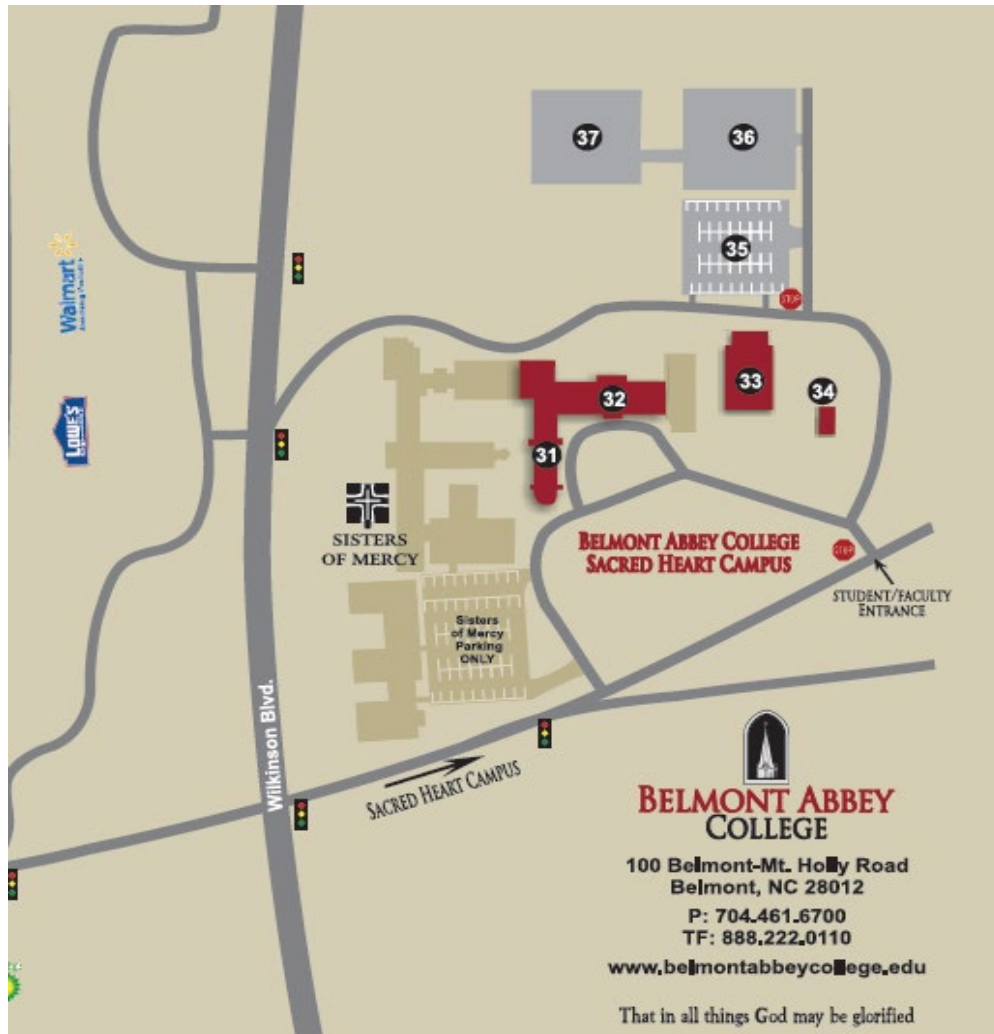 37
36
35
STOP
Walmart
LOWE'S
33
34
32
31
SISTERS
OF MERCY
BELMONT ABBEY COLLEGE
SACRED HEART CAMPUS
STOP
STUDENT/FACULTY
ENTRANCE
Sisters
of Mercy
Parking
ONLY
Wilkinson Blvd.
SACRED HEART CAMPUS
BELMONT ABBEY
COLLEGE
100 Belmont-Mt. Holly Road
Belmont, NC 28012
P: 704.461.6700
TF: 888.222.0110
www.belmontabbeycollege.edu
That in all things God may be glorified